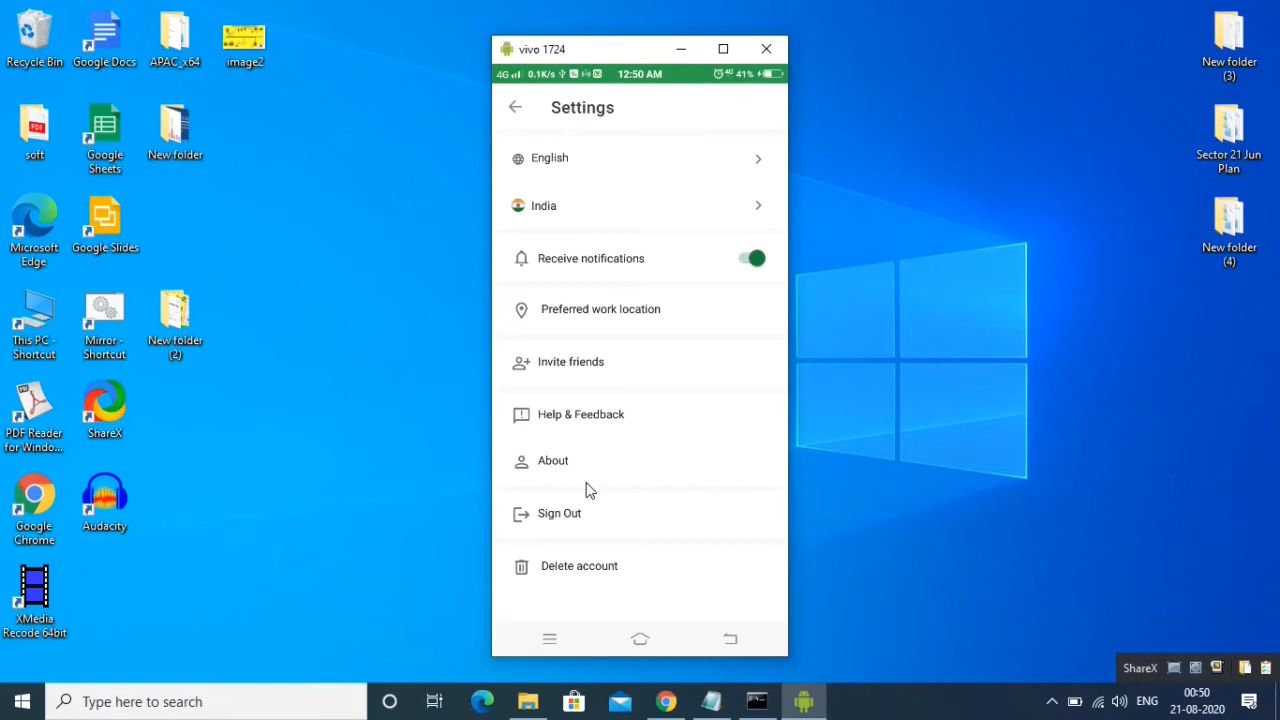 Recycle Bin
Google Docs
APAC_x64
image2
soft
Google
Sheets
New folder
Microsoft
Edge
Google Slides
This PC -
Shortcut
Mirror -
Shortcut
New folder
(2)
PDF Reader
for Windo...
ShareX
Google
Chrome
Audacity
XMedia
Recode 64bit
vivo 1724
4G 0.1K/s 12:50 AM 4G 41%
Settings
English
India
Receive notifications
Preferred work location
Invite friends
Help & Feedback
About
Sign Out
Delete account
New folder
(3)
Sector 21 Jun
Plan
New folder
(4)
ShareX
Type here to search
ENG
00:50
21-08-2020